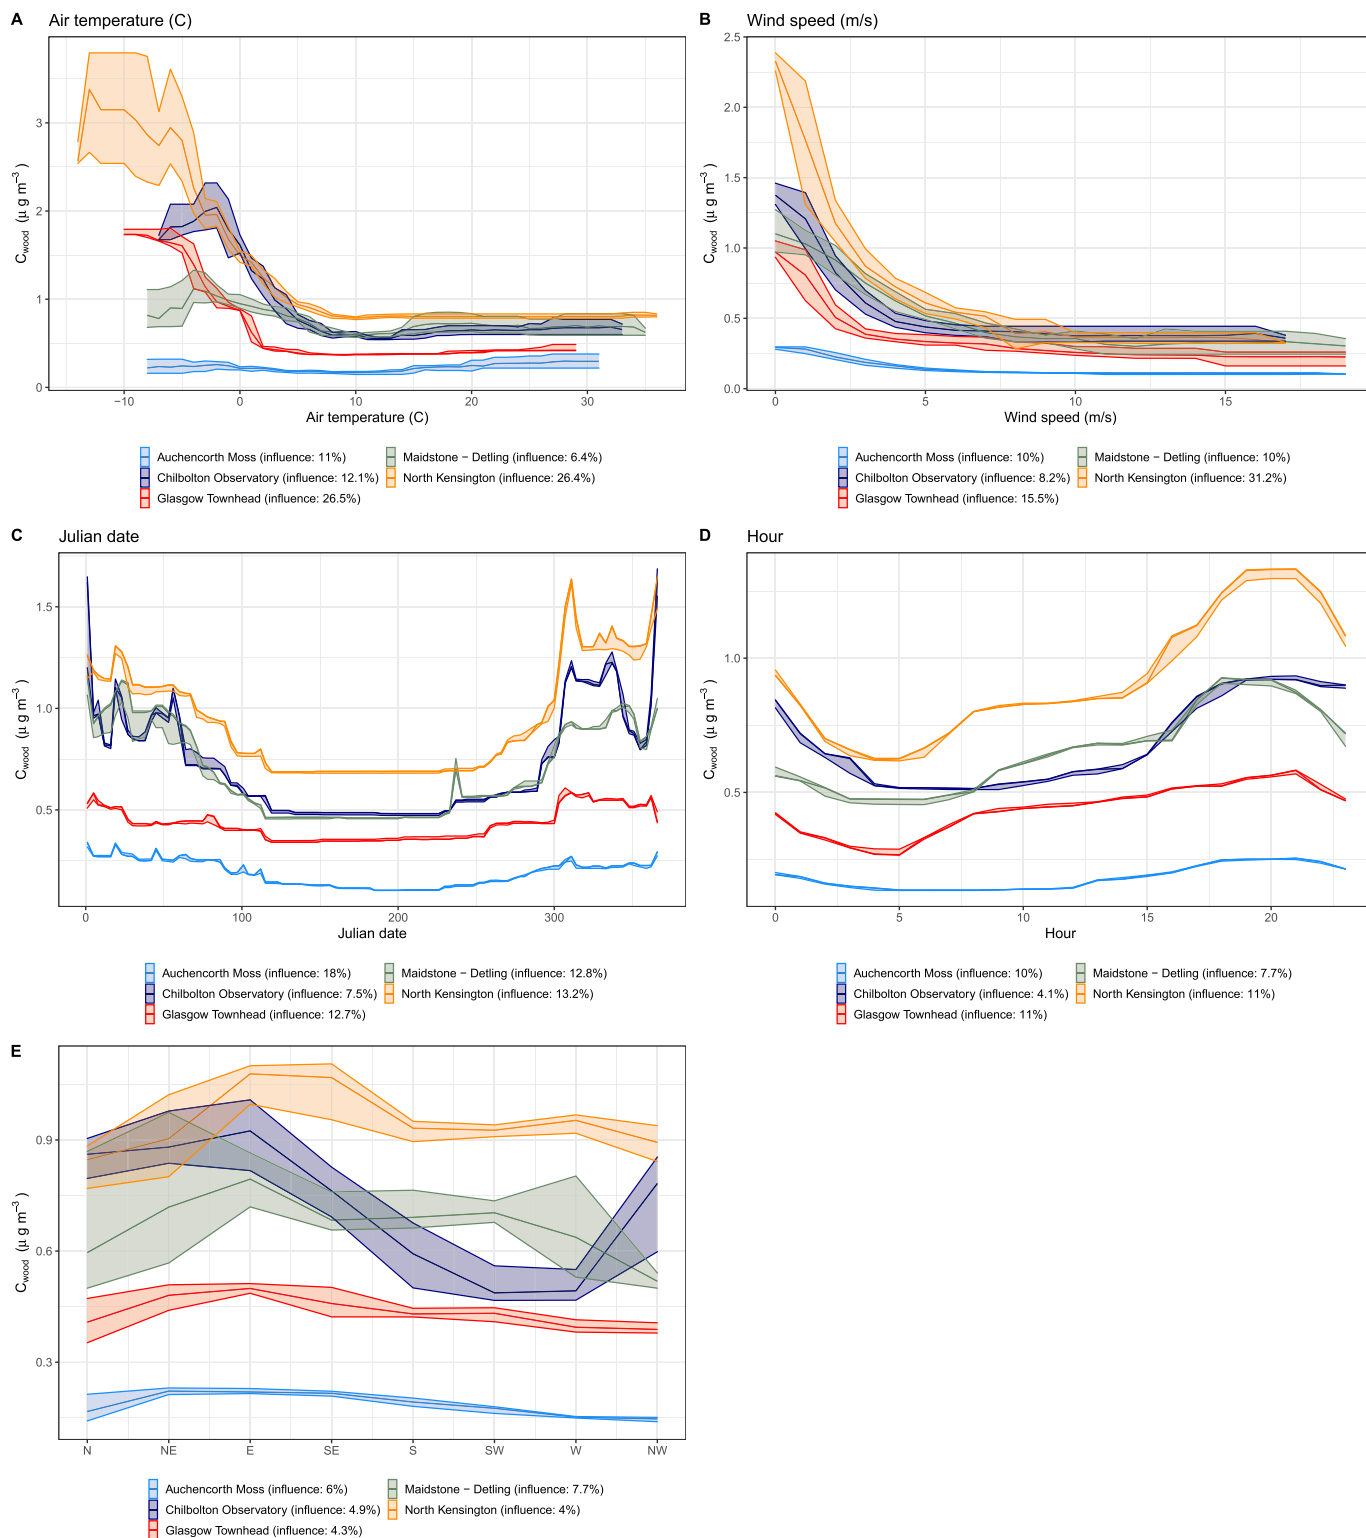 A Air temperature (C)
3
2
1
0
C_wood (μ g m⁻³)
−10 0 10 20 30
Air temperature (C)
Auchencorth Moss (influence: 11%) Maidstone − Detling (influence: 6.4%)
Chilbolton Observatory (influence: 12.1%) North Kensington (influence: 26.4%)
Glasgow Townhead (influence: 26.5%)
B Wind speed (m/s)
2.5
2.0
1.5
1.0
0.5
0.0
C_wood (μ g m⁻³)
0 5 10 15
Wind speed (m/s)
Auchencorth Moss (influence: 10%) Maidstone − Detling (influence: 10%)
Chilbolton Observatory (influence: 8.2%) North Kensington (influence: 31.2%)
Glasgow Townhead (influence: 15.5%)
C Julian date
1.5
1.0
0.5
C_wood (μ g m⁻³)
0 100 200 300
Julian date
Auchencorth Moss (influence: 18%) Maidstone − Detling (influence: 12.8%)
Chilbolton Observatory (influence: 7.5%) North Kensington (influence: 13.2%)
Glasgow Townhead (influence: 12.7%)
D Hour
1.0
0.5
C_wood (μ g m⁻³)
0 5 10 15 20
Hour
Auchencorth Moss (influence: 10%) Maidstone − Detling (influence: 7.7%)
Chilbolton Observatory (influence: 4.1%) North Kensington (influence: 11%)
Glasgow Townhead (influence: 11%)
E
0.9
0.6
0.3
C_wood (μ g m⁻³)
N NE E SE S SW W NW
Auchencorth Moss (influence: 6%) Maidstone − Detling (influence: 7.7%)
Chilbolton Observatory (influence: 4.9%) North Kensington (influence: 4%)
Glasgow Townhead (influence: 4.3%)